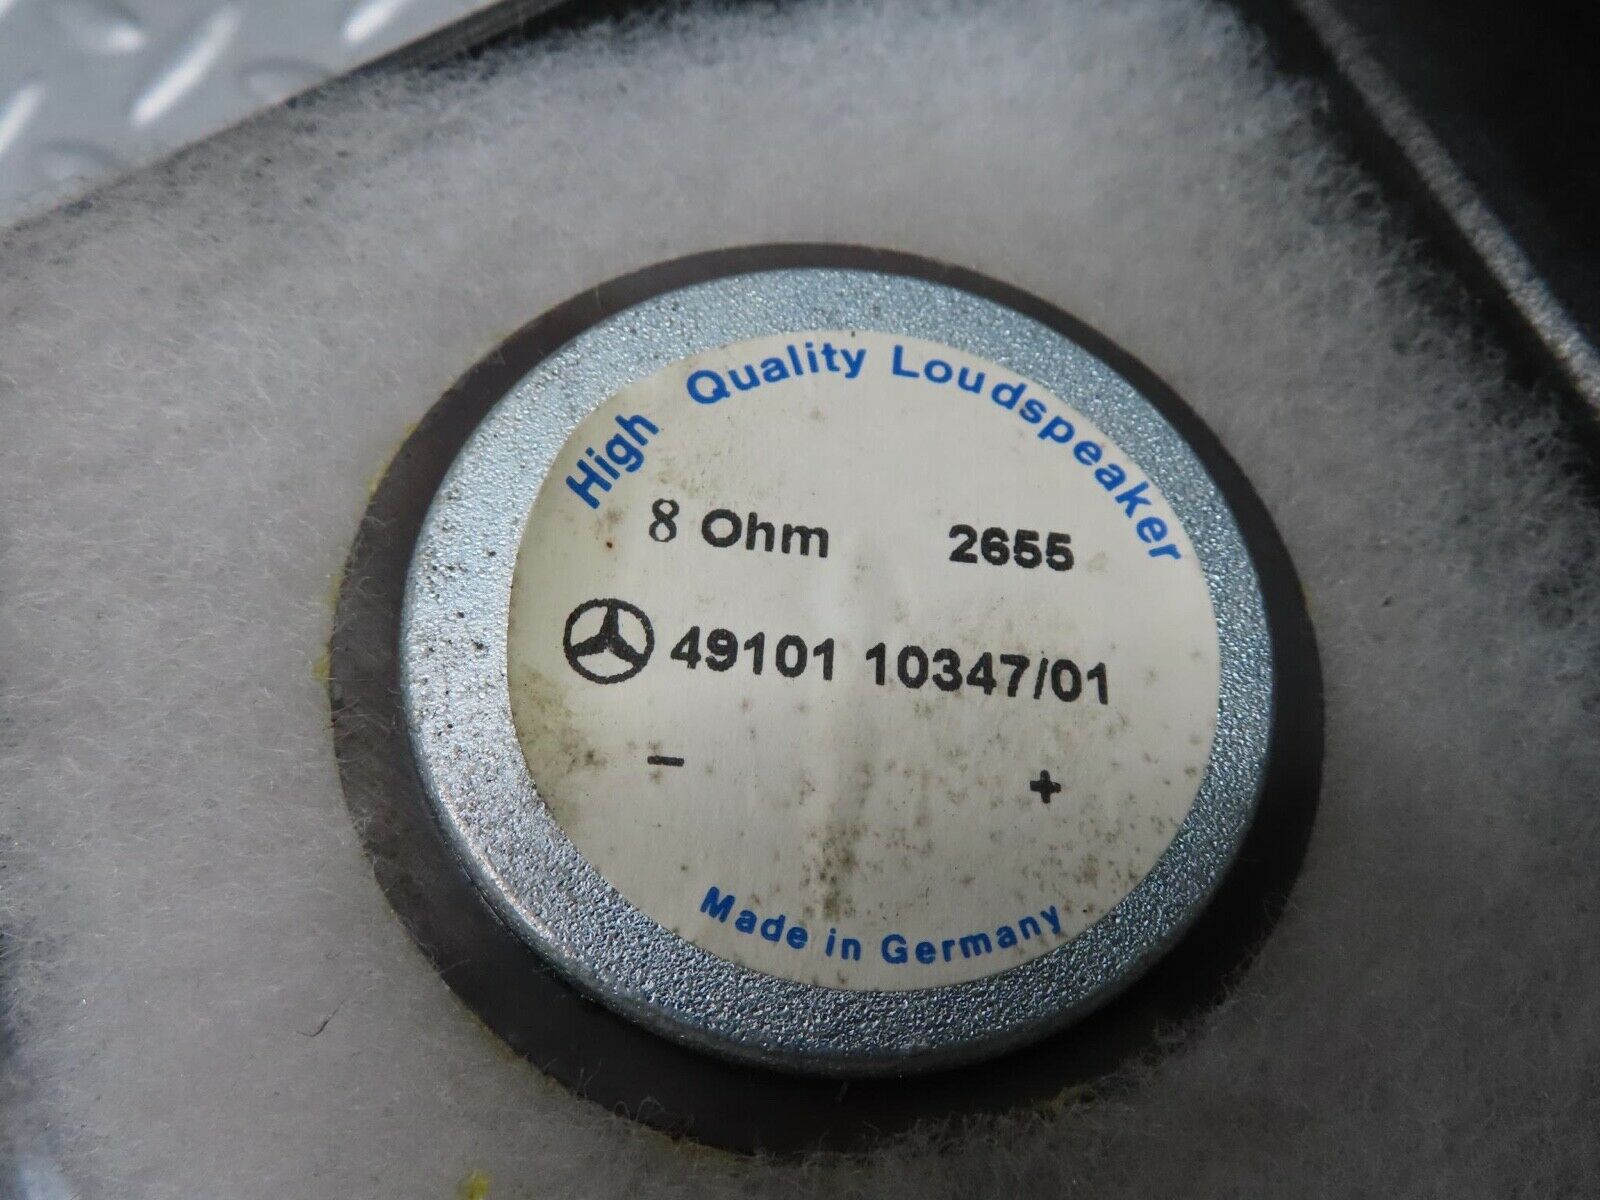 High Quality Loudspeaker
8 Ohm 2655
49101 10347/01
- +
Made in Germany